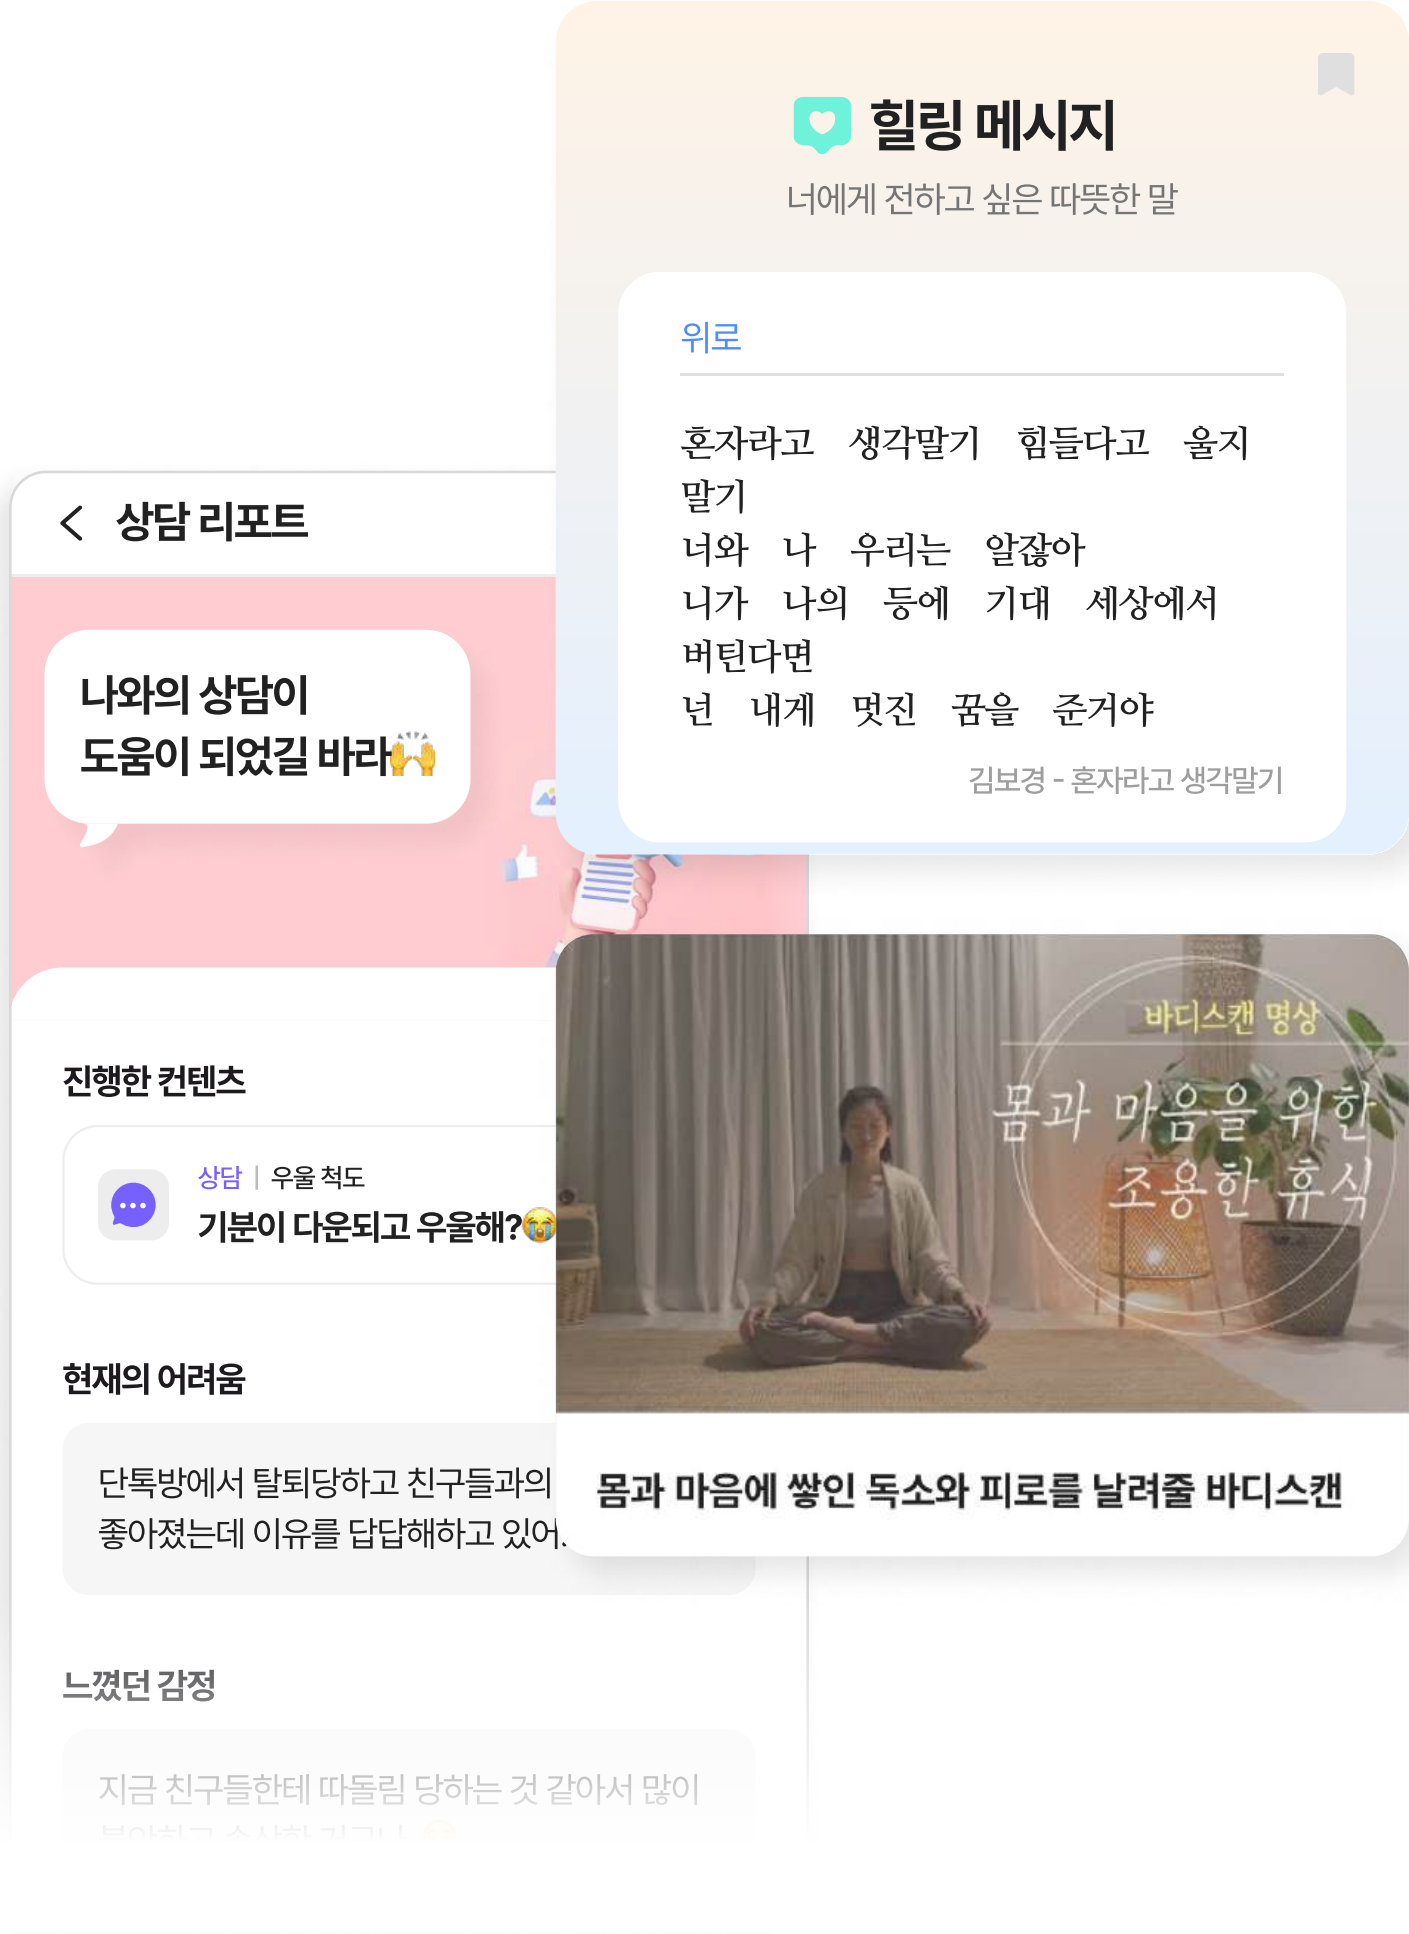 힐링 메시지
너에게 전하고 싶은 따뜻한 말
위로
혼자라고 생각말기 힘들다고 울지
말기
너와 나 우리는 알잖아
니가 나의 등에 기대 세상에서
버틴다면
넌 내게 멋진 꿈을 준거야
김보경 - 혼자라고 생각말기
상담 리포트
나와의 상담이
도움이 되었길 바라🙌
진행한 컨텐츠
상담 | 우울 척도
기분이 다운되고 우울해?😭
현재의 어려움
단톡방에서 탈퇴당하고 친구들과의
좋아졌는데 이유를 답답해하고 있어
느꼈던 감정
지금 친구들한테 따돌림 당하는 것 같아서 많이
바디스캔 명상
몸과 마음을 위한
조용한 휴식
몸과 마음에 쌓인 독소와 피로를 날려줄 바디스캔